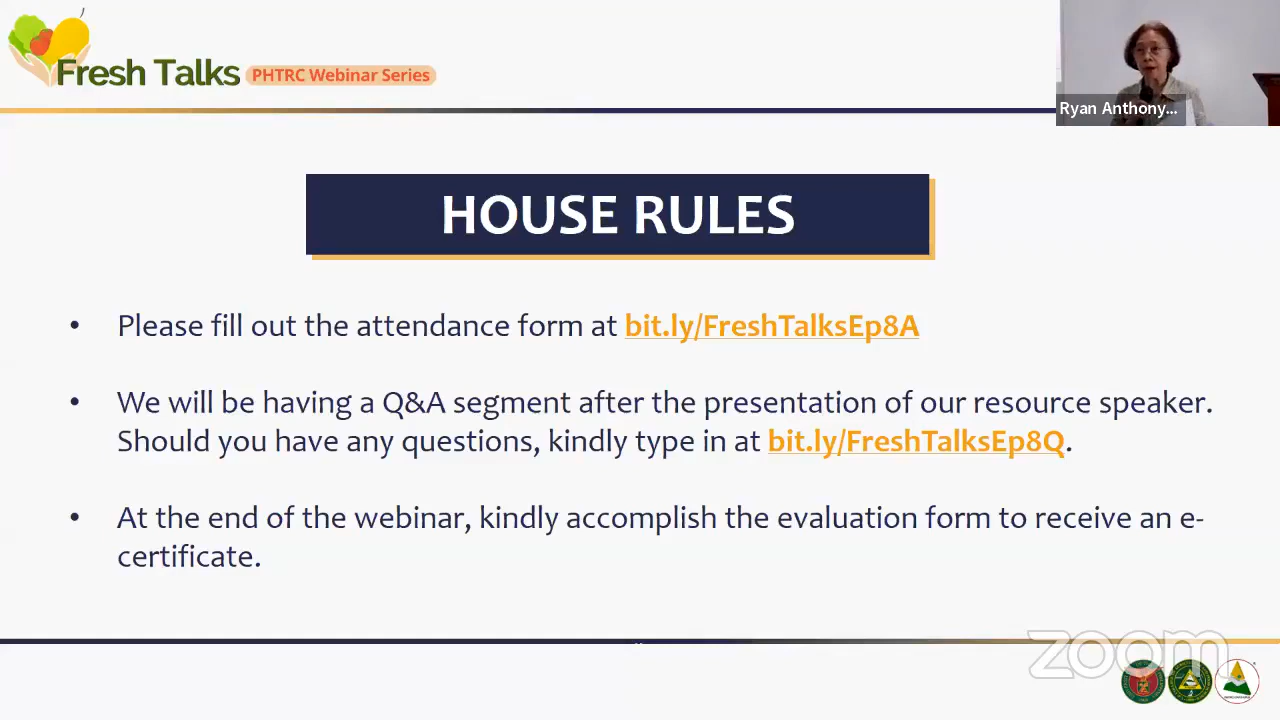 Fresh Talks PHTRC Webinar Series
Ryan Anthony...
HOUSE RULES
• Please fill out the attendance form at bit.ly/FreshTalksEp8A
• We will be having a Q&A segment after the presentation of our resource speaker.
Should you have any questions, kindly type in at bit.ly/FreshTalksEp8Q.
• At the end of the webinar, kindly accomplish the evaluation form to receive an e-
certificate.
zoom